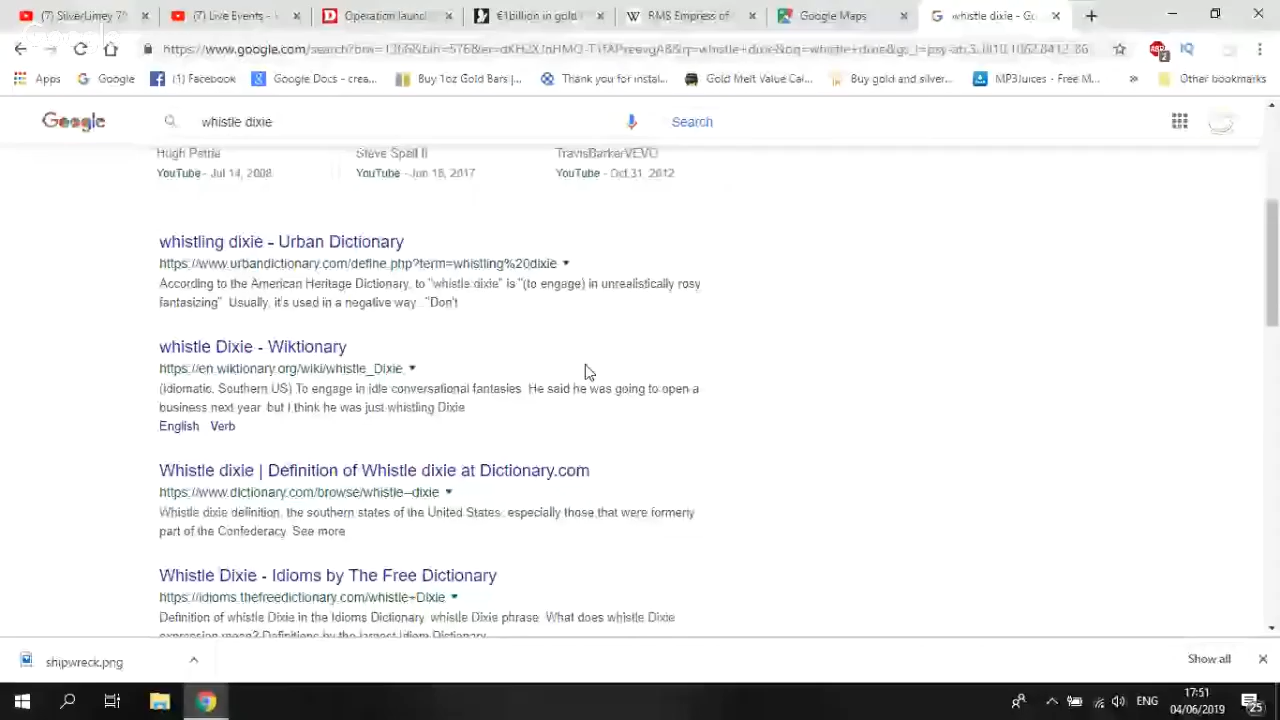 (7) SilverLimey 7
(7) Live Events -
Operation launc
€1billion in gold
RMS Empress of
Google Maps
whistle dixie - Go
Apps
Google
(1) Facebook
Google Docs - crea...
Buy 1oz Gold Bars |...
Thank you for instal...
Gold Melt Value Cal...
Buy gold and silver...
MP3Juices - Free M...
»
Other bookmarks
Google
whistle dixie
Search
Hugh Petrie
Steve Spall II
TravisBarkerVEVO
YouTube - Jul 14, 2008
YouTube - Jun 18, 2017
YouTube - Oct 31, 2012
whistling dixie - Urban Dictionary
https://www.urbandictionary.com/define.php?term=whistling%20dixie
According to the American Heritage Dictionary, to "whistle dixie" is "(to engage) in unrealistically rosy
fantasizing" Usually, it's used in a negative way "Don't
whistle Dixie - Wiktionary
https://en.wiktionary.org/wiki/whistle_Dixie
(idiomatic, Southern US) To engage in idle conversational fantasies He said he was going to open a
business next year but I think he was just whistling Dixie
English Verb
Whistle dixie | Definition of Whistle dixie at Dictionary.com
https://www.dictionary.com/browse/whistle--dixie
Whistle dixie definition, the southern states of the United States, especially those that were formerly
part of the Confederacy See more
Whistle Dixie - Idioms by The Free Dictionary
https://idioms.thefreedictionary.com/whistle+Dixie
Definition of whistle Dixie in the Idioms Dictionary whistle Dixie phrase What does whistle Dixie
expression mean? Definitions by the largest Idiom Dictionary
shipwreck.png
Show all
ENG
17:51
04/06/2019
25